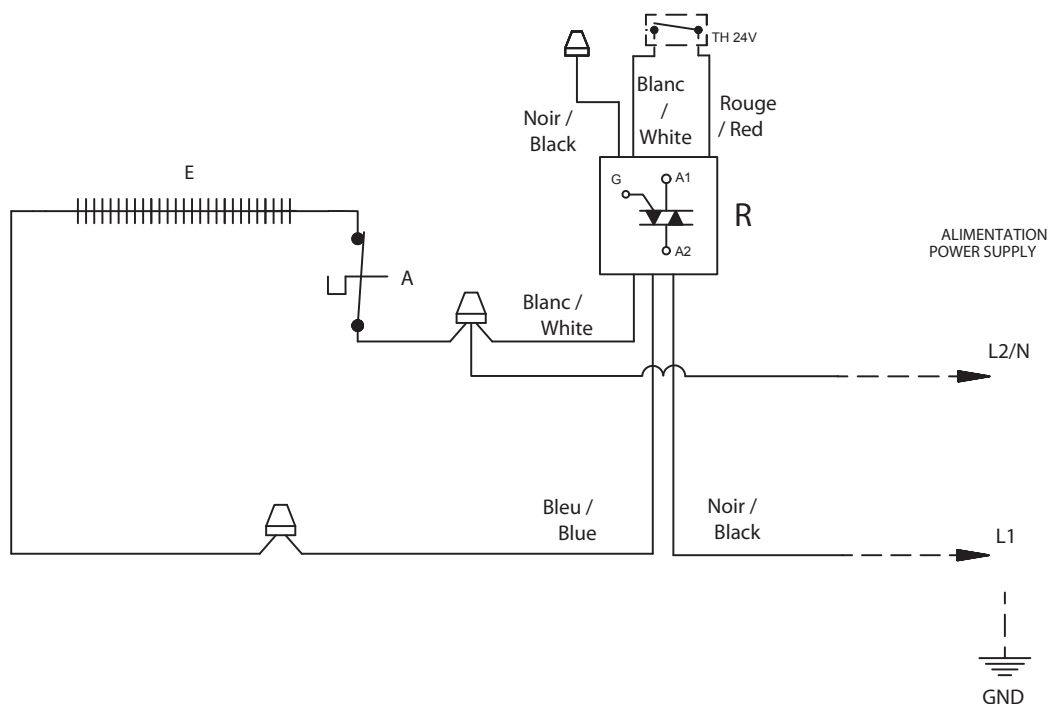 TH 24V
Blanc
/
White
Rouge
/ Red
Noir /
Black
E
G
A1
A2
R
A
ALIMENTATION
POWER SUPPLY
Blanc /
White
L2/N
Bleu /
Blue
Noir /
Black
L1
GND